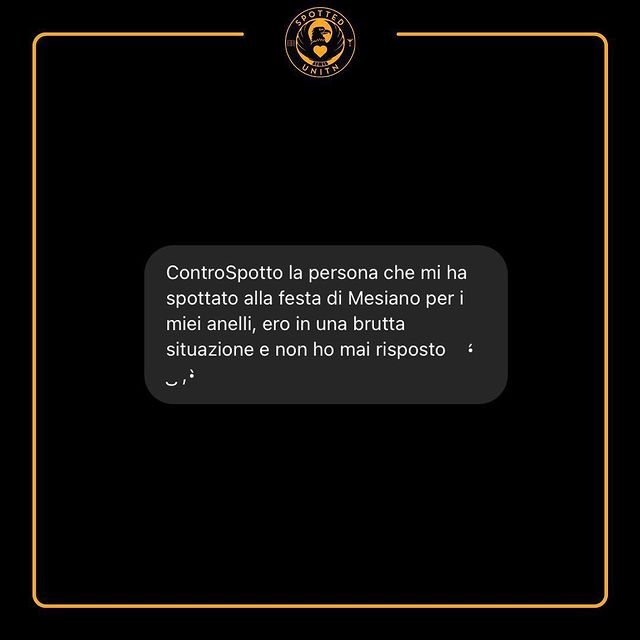 SPOTTED
UNITN
ControSpotto la persona che mi ha
spottato alla festa di Mesiano per i
miei anelli, ero in una brutta
situazione e non ho mai risposto